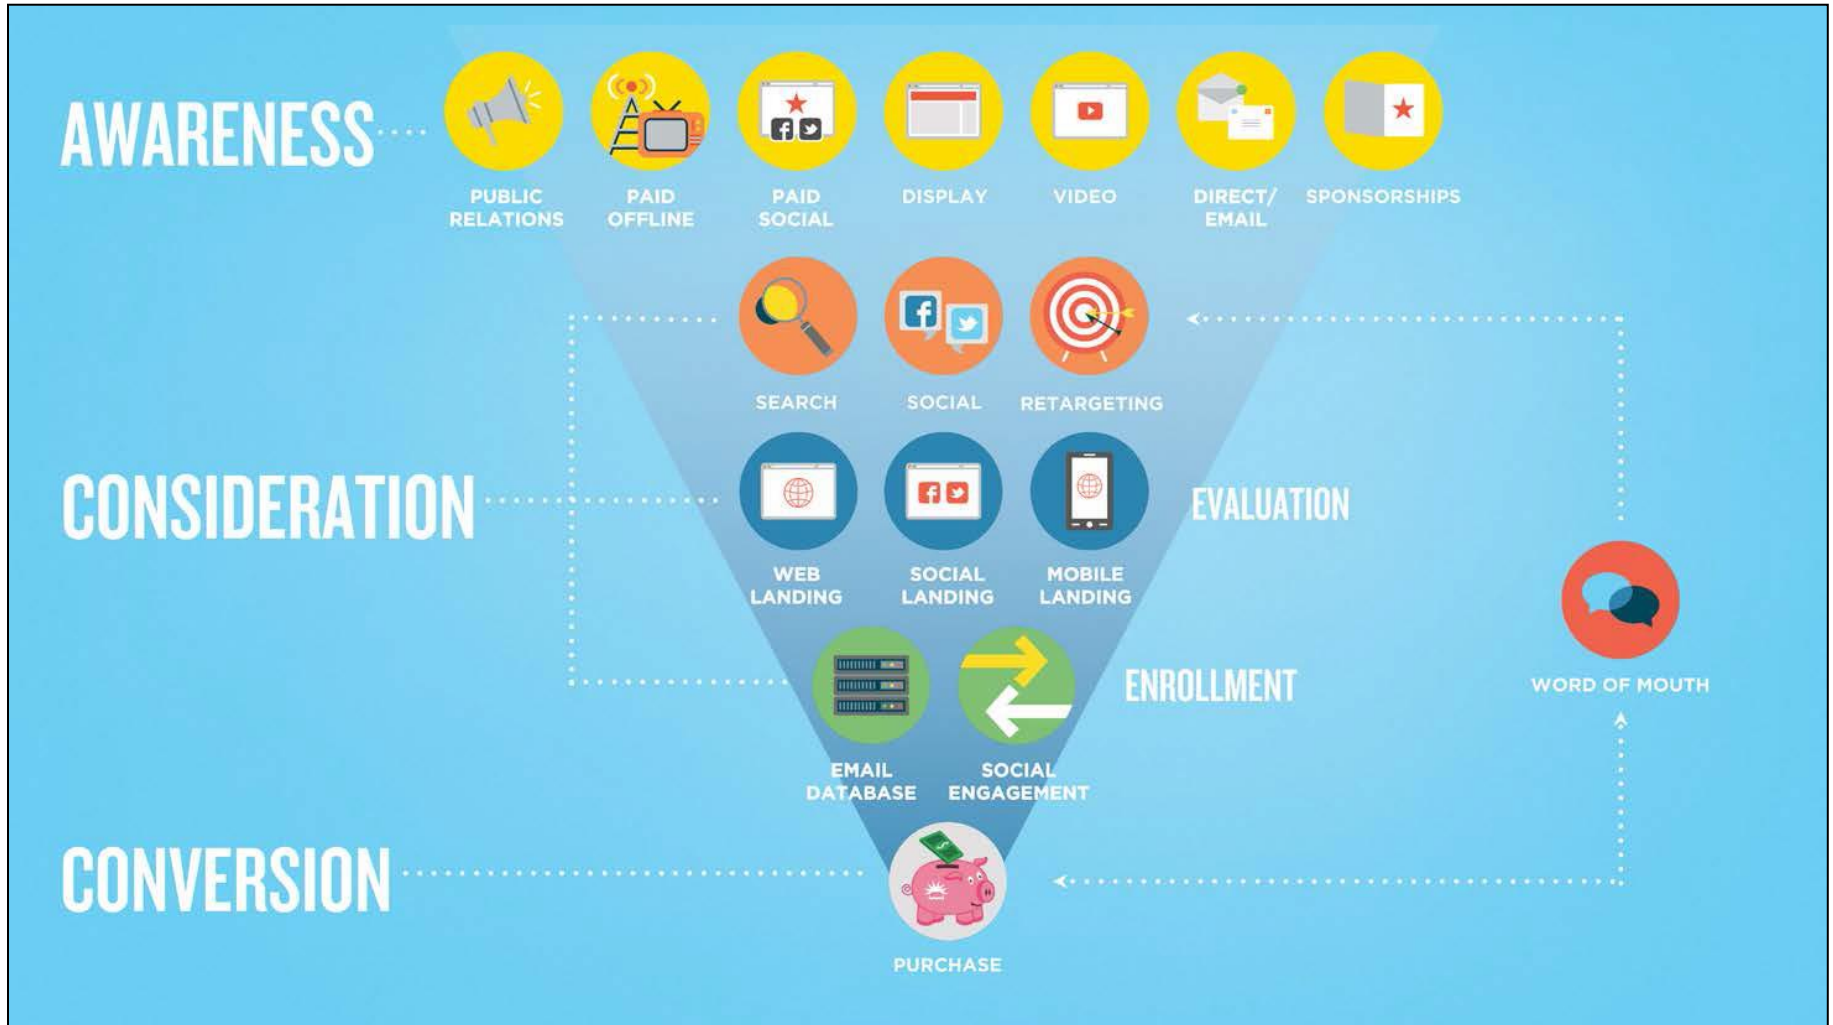 AWARENESS
PUBLIC
RELATIONS
PAID
OFFLINE
PAID
SOCIAL
DISPLAY
VIDEO
DIRECT/
EMAIL
SPONSORSHIPS
SEARCH
SOCIAL
RETARGETING
CONSIDERATION
WEB
LANDING
SOCIAL
LANDING
MOBILE
LANDING
EVALUATION
EMAIL
DATABASE
SOCIAL
ENGAGEMENT
ENROLLMENT
WORD OF MOUTH
CONVERSION
PURCHASE